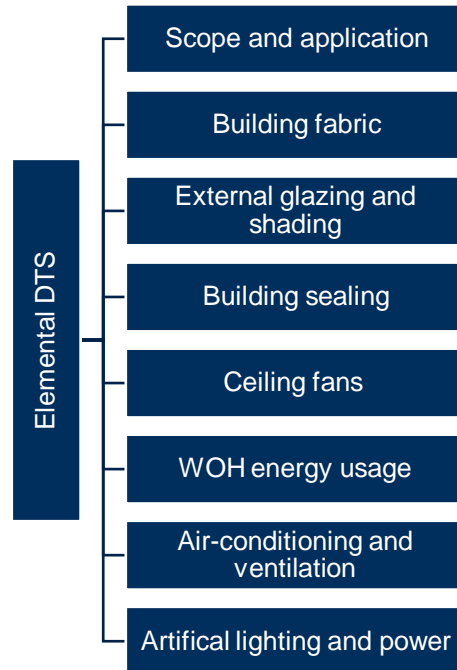 Elemental DTS
Scope and application
Building fabric
External glazing and
shading
Building sealing
Ceiling fans
WOH energy usage
Air-conditioning and
ventilation
Artifical lighting and power